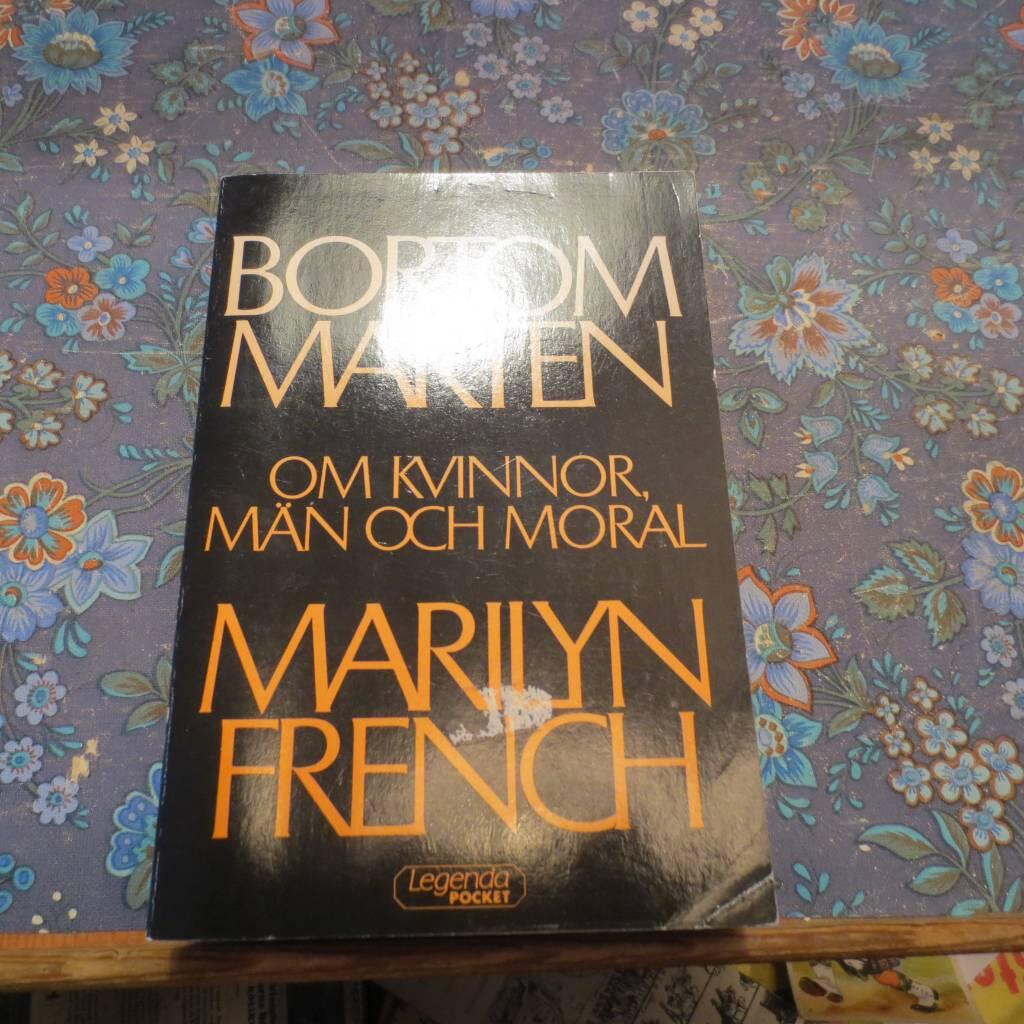 BORTOM
MAKTEN
OM KVINNOR,
MÄN OCH MORAL
MARILYN
FRENCH
Legenda
POCKET